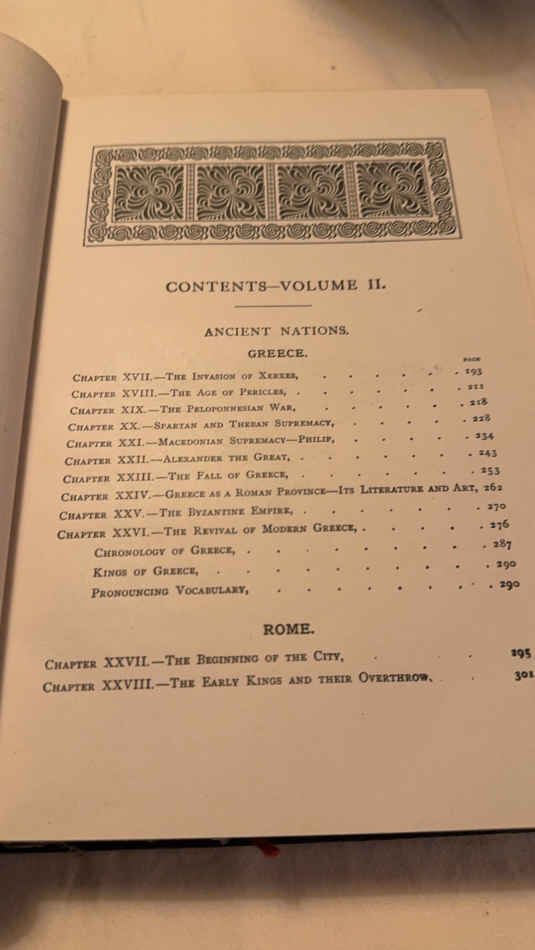 CONTENTS—VOLUME II.
ANCIENT NATIONS.
GREECE.
PAGE
CHAPTER XVII.—THE INVASION OF XERXES, . . . . . 193
CHAPTER XVIII.—THE AGE OF PERICLES, . . . . . . 211
CHAPTER XIX.—THE PELOPONNESIAN WAR, . . . . . 218
CHAPTER XX.—SPARTAN AND THEBAN SUPREMACY, . . . . 228
CHAPTER XXI.—MACEDONIAN SUPREMACY—PHILIP, . . . . 234
CHAPTER XXII.—ALEXANDER THE GREAT, . . . . . . 243
CHAPTER XXIII.—THE FALL OF GREECE, . . . . . . 253
CHAPTER XXIV.—GREECE AS A ROMAN PROVINCE—ITS LITERATURE AND ART, 262
CHAPTER XXV.—THE BYZANTINE EMPIRE, . . . . . . 270
CHAPTER XXVI.—THE REVIVAL OF MODERN GREECE, . . . . . 276
CHRONOLOGY OF GREECE, . . . . . . . . 287
KINGS OF GREECE, . . . . . . . . . 290
PRONOUNCING VOCABULARY, . . . . . . . . 290
ROME.
CHAPTER XXVII.—THE BEGINNING OF THE CITY, . . . 295
CHAPTER XXVIII.—THE EARLY KINGS AND THEIR OVERTHROW, . . 301